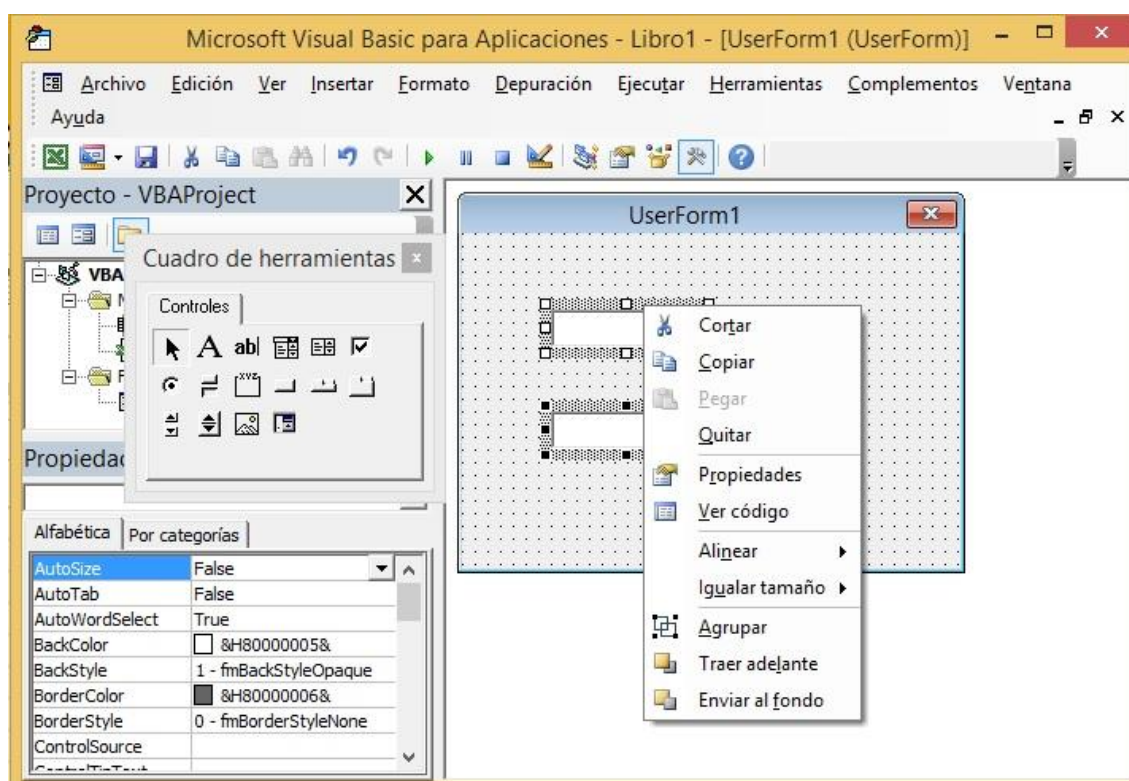 Microsoft Visual Basic para Aplicaciones - Libro1 - [UserForm1 (UserForm)]
Archivo Edición Ver Insertar Formato Depuración Ejecutar Herramientas Complementos Ventana
Ayuda
Proyecto - VBAProject
VBA
Cuadro de herramientas
Controles
A ab
xyz
Propiedad
Alfabética Por categorías
AutoSize False
AutoTab False
AutoWordSelect True
BackColor &H80000005&
BackStyle 1 - fmBackStyleOpaque
BorderColor &H80000006&
BorderStyle 0 - fmBorderStyleNone
ControlSource
ControlTipText
UserForm1
Cortar
Copiar
Pegar
Quitar
Propiedades
Ver código
Alinear
Igualar tamaño
Agrupar
Traer adelante
Enviar al fondo